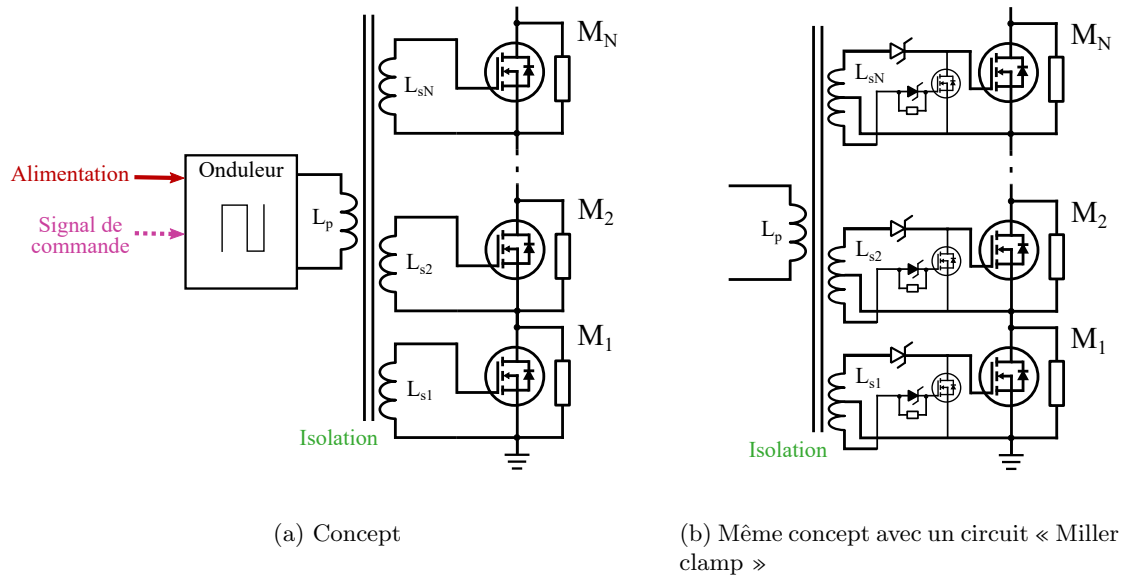 M_N
L_sN
Alimentation
Onduleur
Signal de
commande
L_p
M_2
L_s2
M_1
L_s1
Isolation
(a) Concept
M_N
L_sN
M_2
L_p
L_s2
M_1
L_s1
Isolation
(b) Même concept avec un circuit « Miller
clamp »